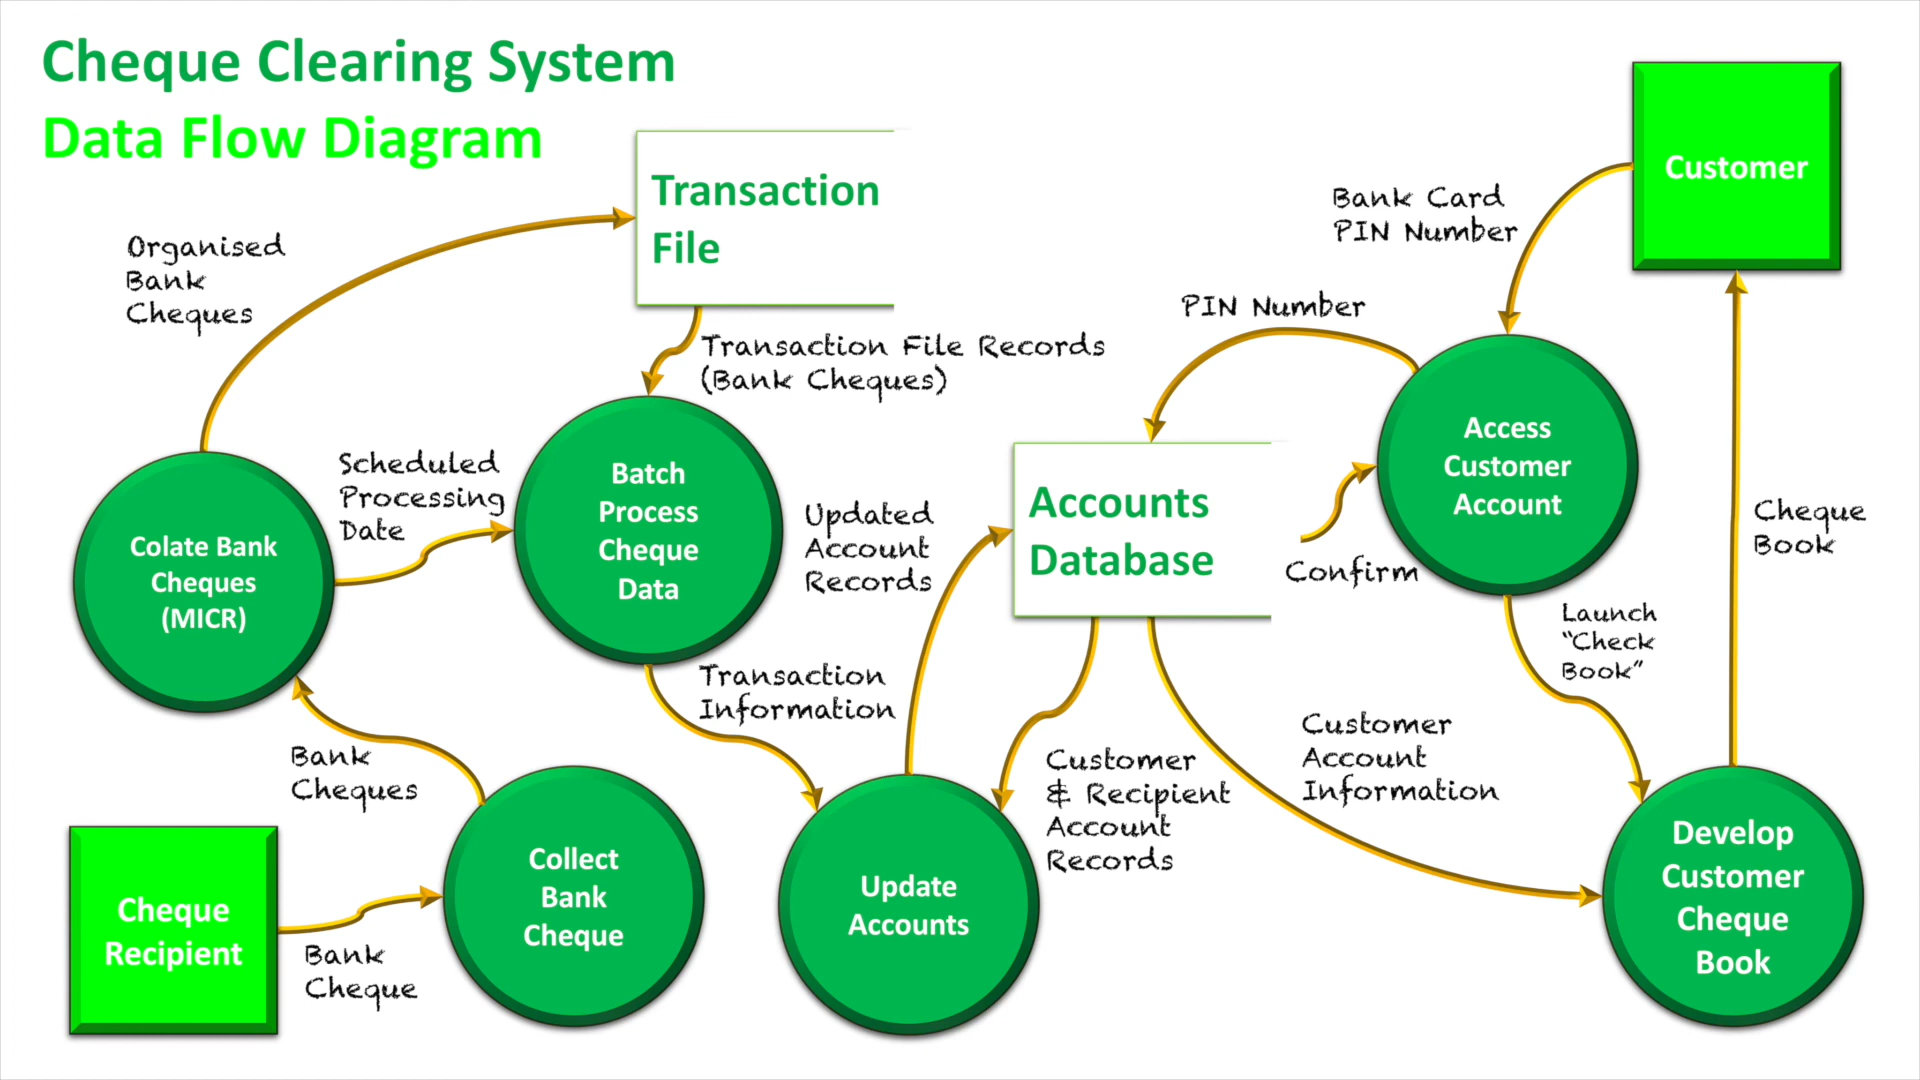 Cheque Clearing System
Data Flow Diagram
Transaction
File
Customer
Bank Card
PIN Number
Organised
Bank
Cheques
PIN Number
Transaction File Records
(Bank Cheques)
Access
Customer
Account
Scheduled
Processing
Date
Batch
Process
Cheque
Data
Updated
Account
Records
Accounts
Database
Confirm
Cheque
Book
Colate Bank
Cheques
(MICR)
Launch
"Check
Book"
Transaction
Information
Bank
Cheques
Customer
& Recipient
Account
Records
Customer
Account
Information
Cheque
Recipient
Bank
Cheque
Collect
Bank
Cheque
Update
Accounts
Develop
Customer
Cheque
Book